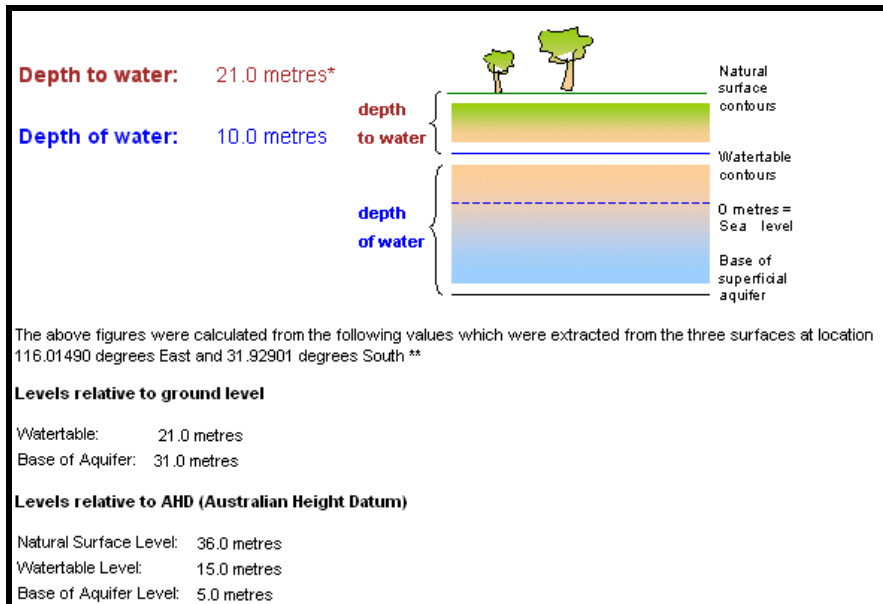 Depth to water: 21.0 metres*
Depth of water: 10.0 metres
depth
to water
depth
of water
Natural
surface
contours
Watertable
contours
0 metres =
Sea level
Base of
superficial
aquifer
The above figures were calculated from the following values which were extracted from the three surfaces at location
116.01490 degrees East and 31.92901 degrees South **
Levels relative to ground level
Watertable: 21.0 metres
Base of Aquifer: 31.0 metres
Levels relative to AHD (Australian Height Datum)
Natural Surface Level: 36.0 metres
Watertable Level: 15.0 metres
Base of Aquifer Level: 5.0 metres